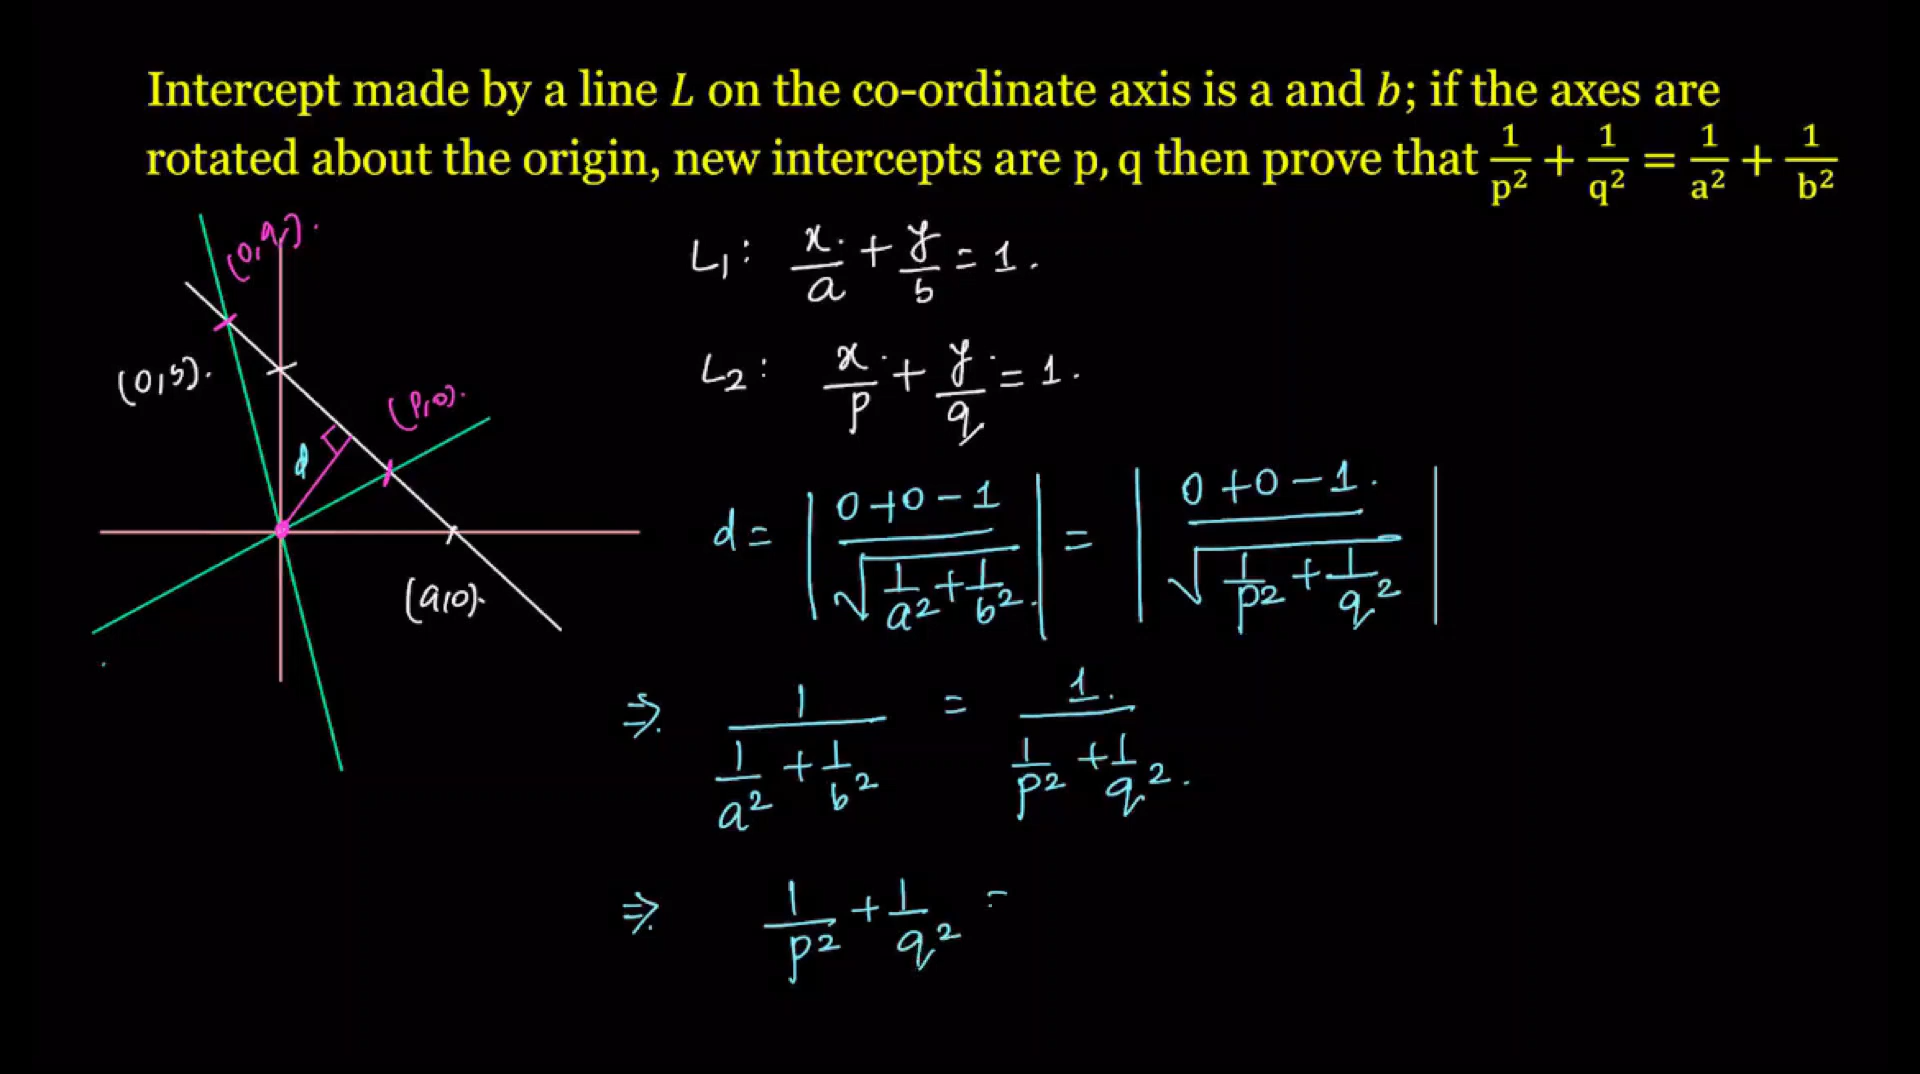 Intercept made by a line L on the co-ordinate axis is a and b; if the axes are
rotated about the origin, new intercepts are p, q then prove that 1/p² + 1/q² = 1/a² + 1/b²
(0,q).
L₁: x/a + y/b = 1.
(0,b).
L₂: x/p + y/q = 1.
(p,0).
d
d = |(0+0-1)/√(1/a² + 1/b²)| = |(0+0-1)/√(1/p² + 1/q²)|
(a,0).
⇒ 1/(1/a² + 1/b²) = 1/(1/p² + 1/q²).
⇒ 1/p² + 1/q² =